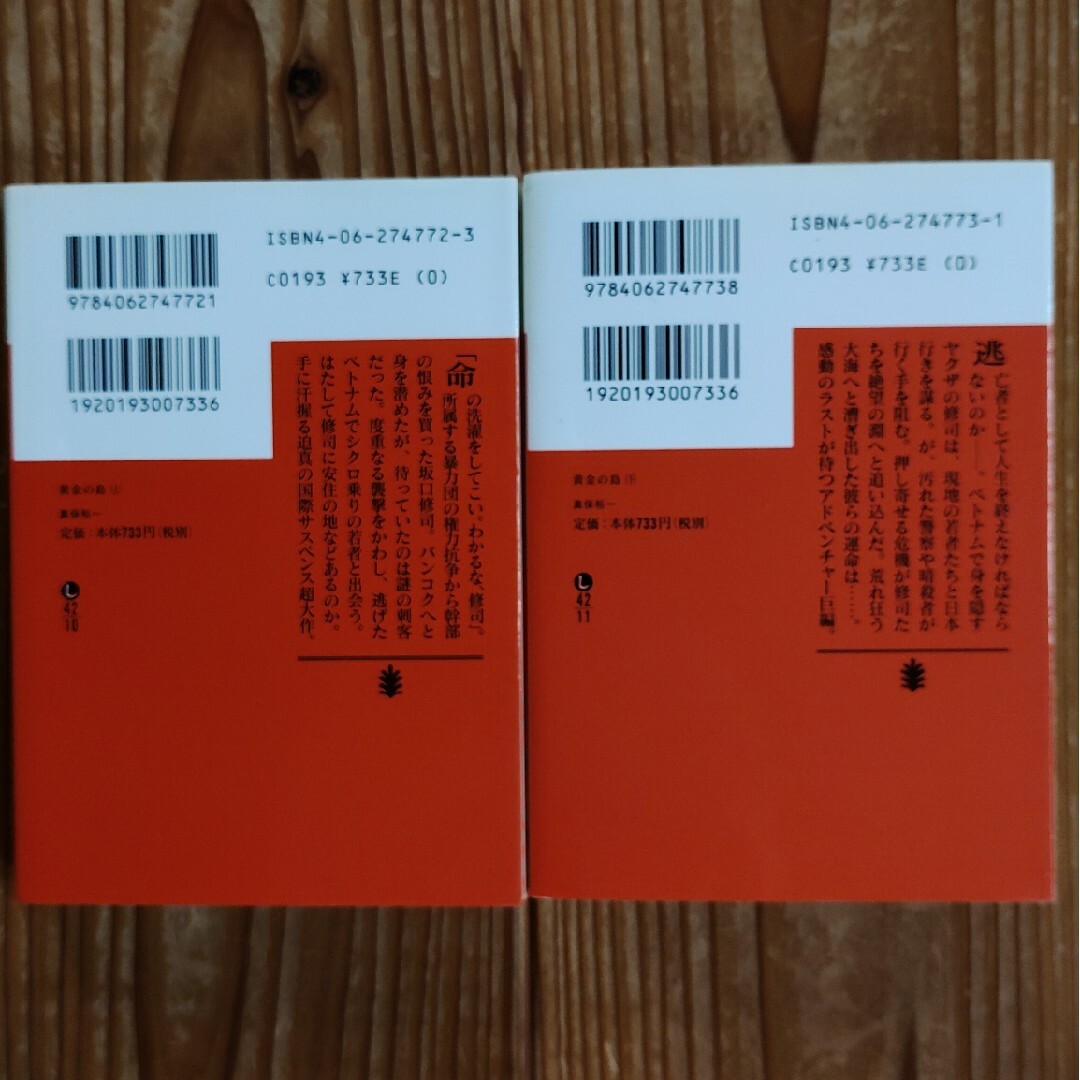 ISBN4-06-274772-3
C0193 ¥733E (0)
9784062747721
1920193007336
「命の洗濯をしてこい。わかるな、修司」。
所属する暴力団の権力抗争から幹部
の恨みを買った坂口修司。バンコクへと
身を潜めたが、待っていたのは謎の刺客
だった。度重なる襲撃をかわし、逃げた
ベトナムでシクロ乗りの若者と出会う。
はたして修司に安住の地などあるのか。
手に汗握る迫真の国際サスペンス超大作。
黄金の島(上)
真保裕一
定価:本体733円(税別)
し
42
10
ISBN4-06-274773-1
C0193 ¥733E (0)
9784062747738
1920193007336
逃亡者として人生を終えなければなら
ないのか——。ベトナムで身を隠す
ヤクザの修司は、現地の若者たちと日本
行きを謀る。が、汚れた警察や暗殺者が
行く手を阻む。押し寄せる危機が修司た
ちを絶望の淵へと追い込んだ。荒れ狂う
大海へと漕ぎ出した彼らの運命は……。
感動のラストが待つアドベンチャー巨編。
黄金の島(下)
真保裕一
定価:本体733円(税別)
し
42
11